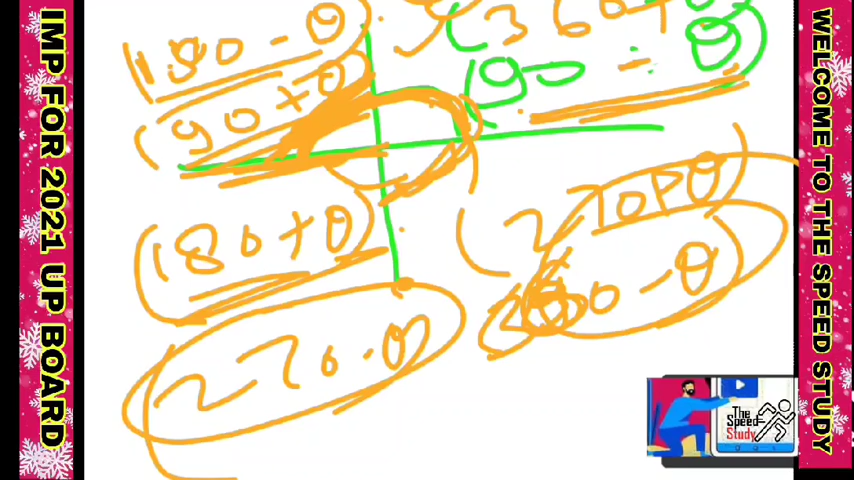 IMP FOR 2021 UP BOARD
(180 - θ)
(90 + θ)
(360 + θ
(90 - θ)
(180 + θ)
(270 - θ)
(270 + θ)
360 - θ)
The Speed Study
WELCOME TO THE SPEED STUDY